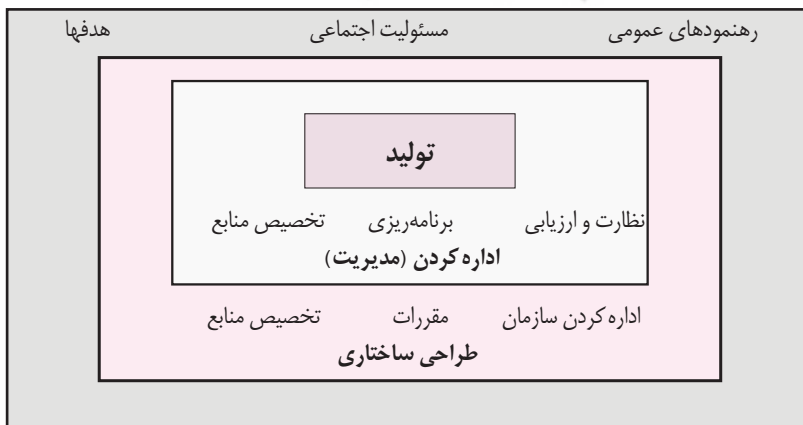 رهنمودهای عمومی مسئولیت اجتماعی هدفها
تولید
نظارت و ارزیابی برنامه‌ریزی تخصیص منابع
اداره کردن (مدیریت)
اداره کردن سازمان مقررات تخصیص منابع
طراحی ساختاری